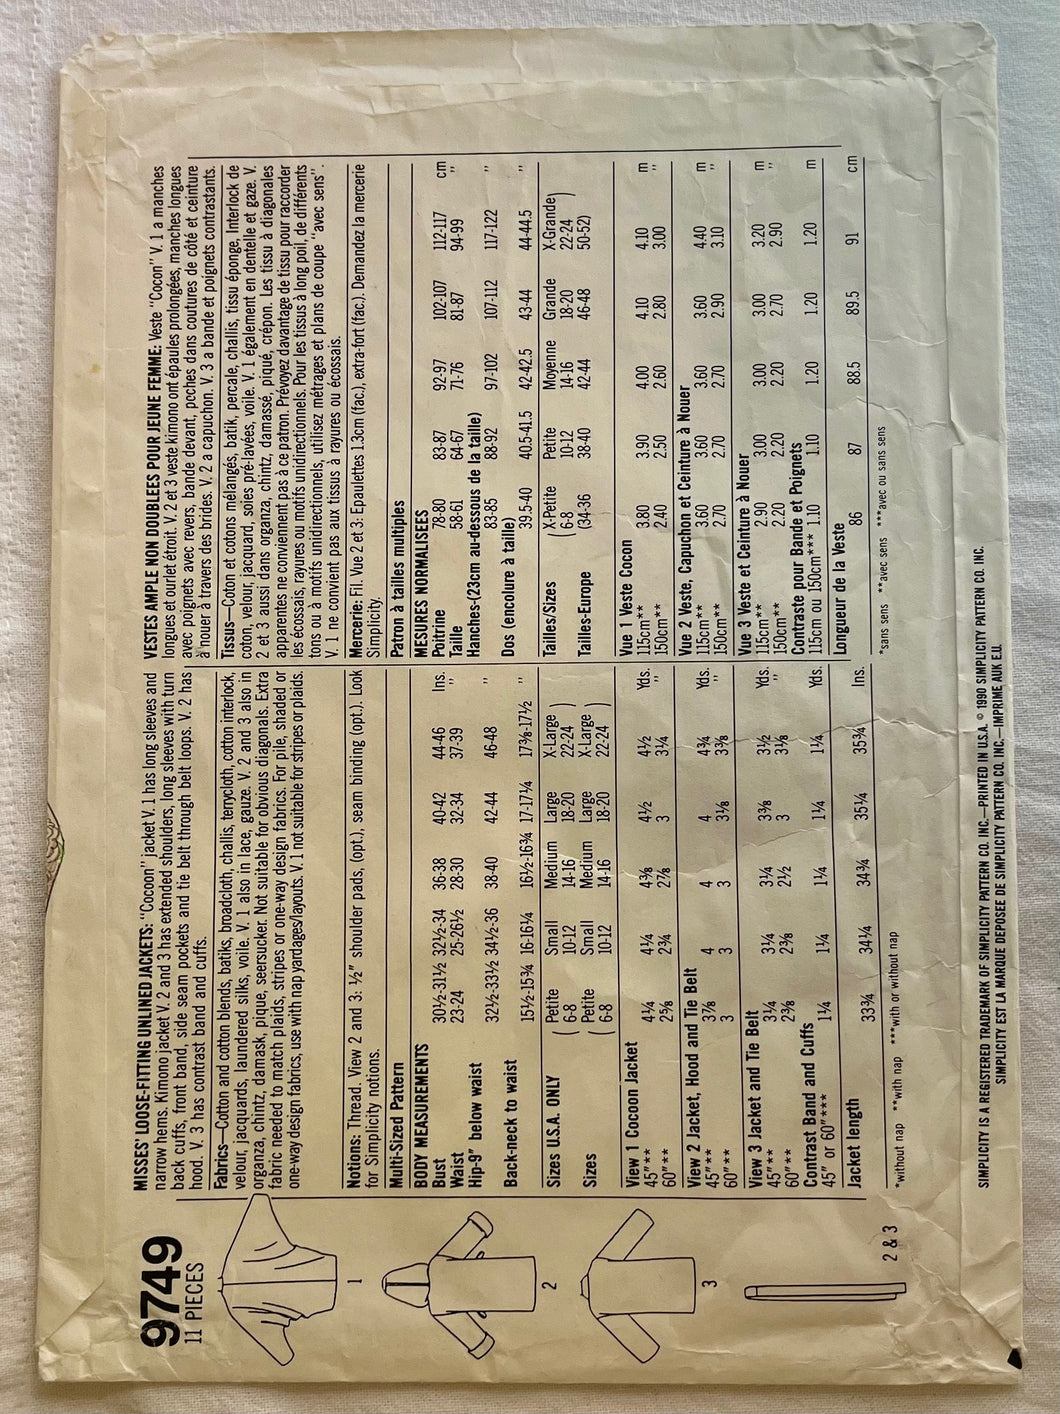 9749
11 PIECES
1
2
3
2 & 3
MISSES' LOOSE-FITTING UNLINED JACKETS: "Cocoon" jacket V. 1 has long sleeves and
narrow hems. Kimono jacket V. 2 and 3 has extended shoulders, long sleeves with turn
back cuffs, front band, side seam pockets and tie belt through belt loops. V. 2 has
hood. V. 3 has contrast band and cuffs.
Fabrics—Cotton and cotton blends, batiks, broadcloth, challis, terrycloth, cotton interlock,
velour, jacquards, laundered silks, voile. V. 1 also in lace, gauze. V. 2 and 3 also in
organza, chintz, damask, pique, seersucker. Not suitable for obvious diagonals. Extra
fabric needed to match plaids, stripes or one-way design fabrics. For pile, shaded or
one-way design fabrics, use with nap yardages/layouts. V. 1 not suitable for stripes or plaids.
Notions: Thread. View 2 and 3: ½" shoulder pads, (opt.), seam binding (opt.). Look
for Simplicity notions.
Multi-Sized Pattern
BODY MEASUREMENTS
Bust 30½-31½ 32½-34 36-38 40-42 44-46 Ins.
Waist 23-24 25-26½ 28-30 32-34 37-39 "
Hip-9" below waist 32½-33½ 34½-36 38-40 42-44 46-48 "
Back-neck to waist 15½-15¾ 16-16¼ 16½-16¾ 17-17¼ 17⅜-17½ "
Sizes U.S.A. ONLY ( Petite 6-8 Small 10-12 Medium 14-16 Large 18-20 X-Large 22-24 )
Sizes ( Petite 6-8 Small 10-12 Medium 14-16 Large 18-20 X-Large 22-24 )
View 1 Cocoon Jacket
45"** 4¼ 4¼ 4⅜ 4½ 4½ Yds.
60"** 2⅝ 2¾ 2⅞ 3 3¼ "
View 2 Jacket, Hood and Tie Belt
45"** 3⅞ 4 4 4 4¾ Yds.
60"** 3 3 3 3⅛ 3⅜ "
View 3 Jacket and Tie Belt
45"** 3¼ 3¼ 3¼ 3⅜ 3½ Yds.
60"** 2⅜ 2⅜ 2½ 3 3⅛ "
Contrast Band and Cuffs
45" or 60"*** 1¼ 1¼ 1¼ 1¼ 1¼ Yds.
Jacket length 33¾ 34¼ 34¾ 35¼ 35¾ Ins.
*without nap **with nap ***with or without nap
VESTES AMPLE NON DOUBLEES POUR JEUNE FEMME: Veste "Cocon" V. 1 a manches
longues et ourlet étroit. V. 2 et 3 veste kimono ont épaules prolongées, manches longues
avec poignets avec revers, bande devant, poches dans coutures de côté et ceinture
à nouer à travers des brides. V. 2 a capuchon. V. 3 a bande et poignets contrastants.
Tissus—Coton et cotons mélangés, batik, percale, challis, tissu éponge, Interlock de
coton, velour, jacquard, soies pré-lavées, voile. V. 1 également en dentelle et gaze. V.
2 et 3 aussi dans organza, chintz, damassé, piqué, crépon. Les tissu à diagonales
apparentes ne conviennent pas à ce patron. Prévoyez davantage de tissu pour raccorder
les écossais, rayures ou motifs unidirectionnels. Pour les tissus à long poil, de différents
tons ou à motifs unidirectionnels, utilisez métrages et plans de coupe "avec sens".
V. 1 ne convient pas aux tissus à rayures ou écossais.
Mercerie: Fil. Vue 2 et 3: Epaulettes 1.3cm (fac.), extra-fort (fac.). Demandez la mercerie
Simplicity.
Patron à tailles multiples
MESURES NORMALISEES
Poitrine 78-80 83-87 92-97 102-107 112-117 cm
Taille 58-61 64-67 71-76 81-87 94-99 "
Hanches-(23cm au-dessous de la taille)
83-85 88-92 97-102 107-112 117-122 "
Dos (encolure à taille)
39.5-40 40.5-41.5 42-42.5 43-44 44-44.5 "
Tailles/Sizes ( X-Petite 6-8 Petite 10-12 Moyenne 14-16 Grande 18-20 X-Grande 22-24 )
Tailles-Europe (34-36 38-40 42-44 46-48 50-52)
Vue 1 Veste Cocon
115cm** 3.80 3.90 4.00 4.10 4.10 m
150cm** 2.40 2.50 2.60 2.80 3.00 "
Vue 2 Veste, Capuchon et Ceinture à Nouer
115cm** 3.60 3.60 3.60 3.60 4.40 m
150cm** 2.70 2.70 2.70 2.90 3.10 "
Vue 3 Veste et Ceinture à Nouer
115cm** 2.90 3.00 3.00 3.00 3.20 m
150cm** 2.20 2.20 2.20 2.70 2.90 "
Contraste pour Bande et Poignets
115cm ou 150cm*** 1.10 1.10 1.20 1.20 1.20 m
Longueur de la Veste
86 87 88.5 89.5 91 cm
*sans sens **avec sens ***avec ou sans sens
SIMPLICITY IS A REGISTERED TRADEMARK OF SIMPLICITY PATTERN CO. INC.—PRINTED IN U.S.A. © 1990 SIMPLICITY PATTERN CO. INC.
SIMPLICITY EST LA MARQUE DEPOSEE DE SIMPLICITY PATTERN CO. INC.—IMPRIME AUX E.U.